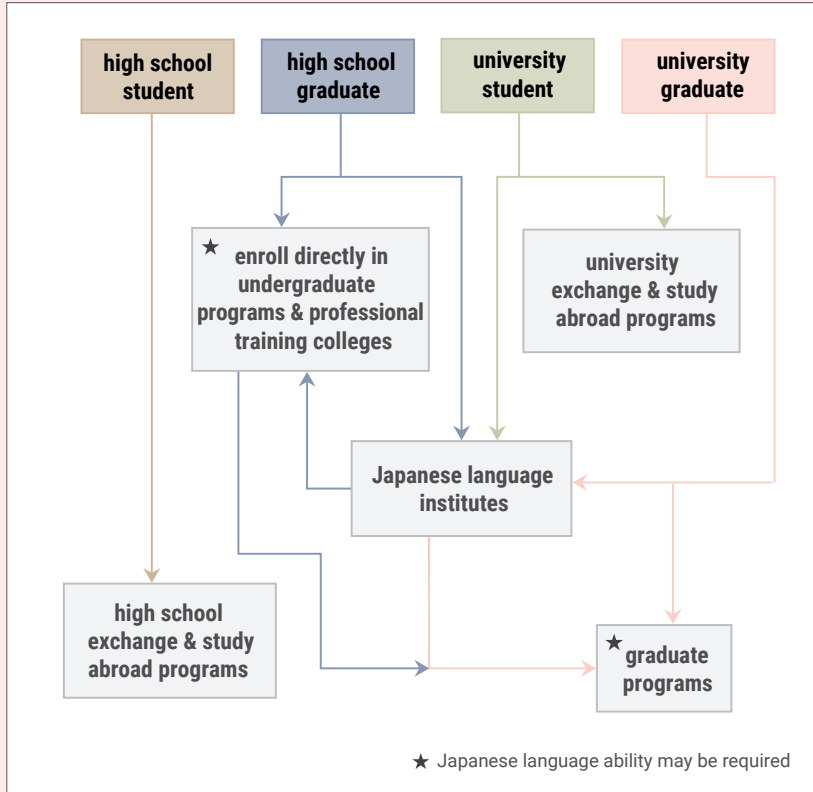 high school
student
high school
graduate
university
student
university
graduate
★ enroll directly in
undergraduate
programs & professional
training colleges
university
exchange & study
abroad programs
Japanese language
institutes
high school
exchange & study
abroad programs
★ graduate
programs
★ Japanese language ability may be required